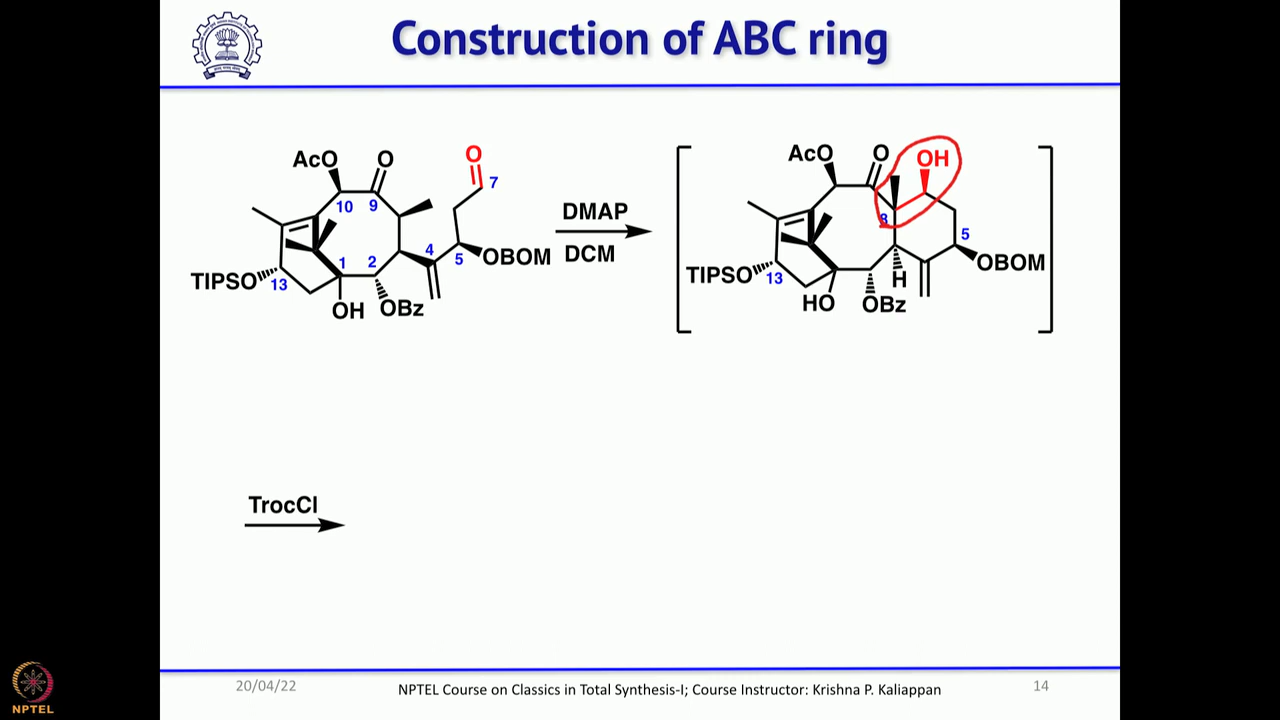 Construction of ABC ring
AcO
O
O
7
10
9
4
1
2
5
OBOM
TIPSO
13
OH
OBz
DMAP
DCM
AcO
O
OH
8
5
OBOM
TIPSO
13
H
HO
OBz
TrocCl
20/04/22
NPTEL Course on Classics in Total Synthesis-I; Course Instructor: Krishna P. Kaliappan
14
NPTEL